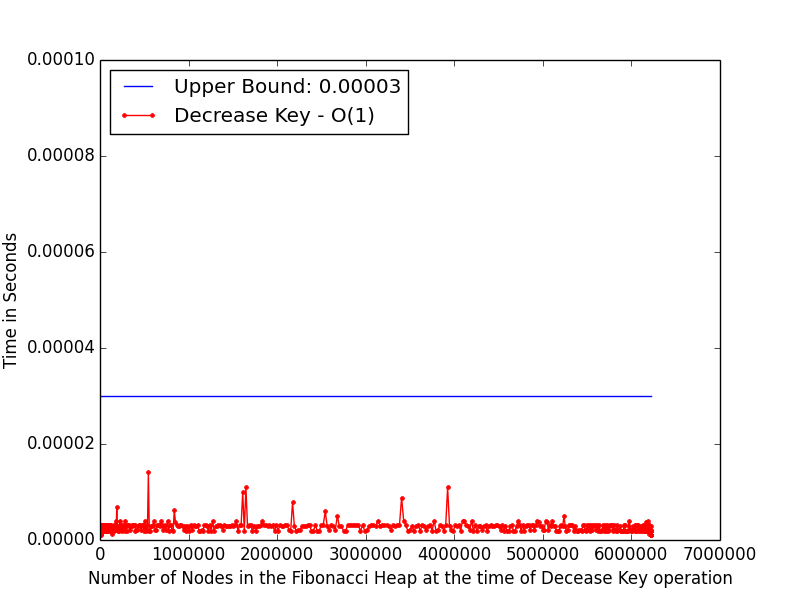 0.00010
Upper Bound: 0.00003
Decrease Key - O(1)
0.00008
0.00006
Time in Seconds
0.00004
0.00002
0.00000
0 1000000 2000000 3000000 4000000 5000000 6000000 7000000
Number of Nodes in the Fibonacci Heap at the time of Decease Key operation